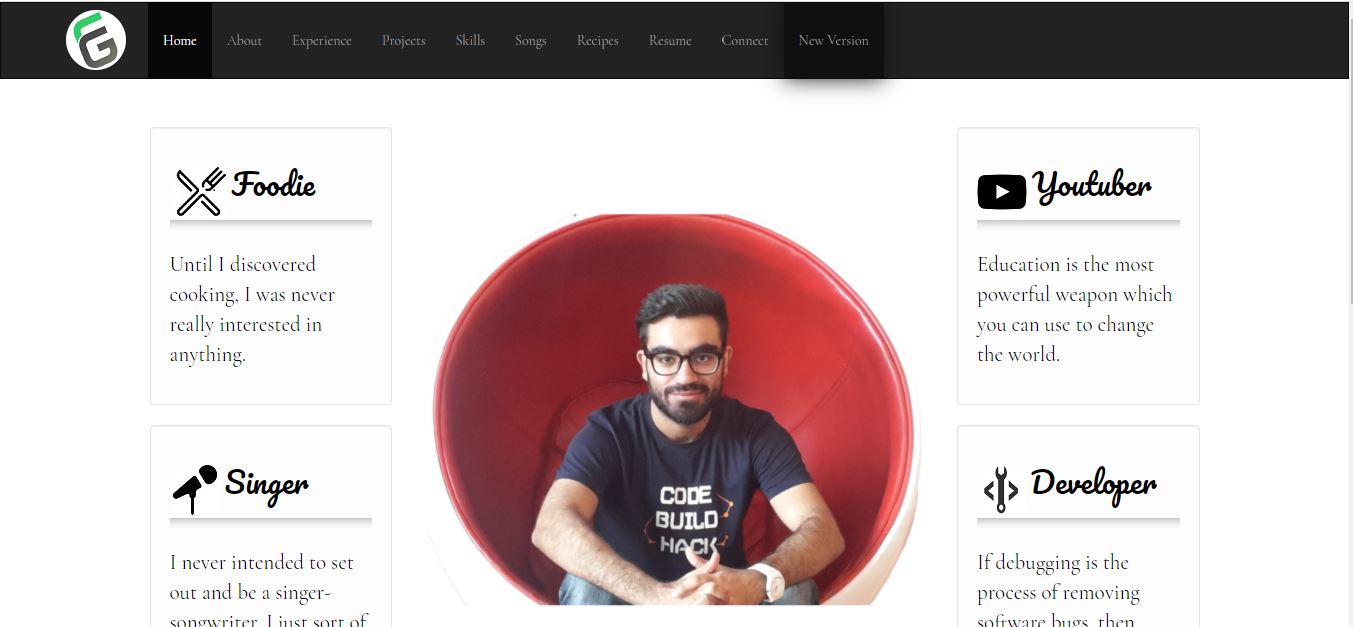 Home About Experience Projects Skills Songs Recipes Resume Connect New Version
Foodie
Until I discovered
cooking, I was never
really interested in
anything.
Singer
I never intended to set
out and be a singer-
songwriter. I just sort of
CODE
BUILD
HACK
Youtuber
Education is the most
powerful weapon which
you can use to change
the world.
Developer
If debugging is the
process of removing
software bugs, then